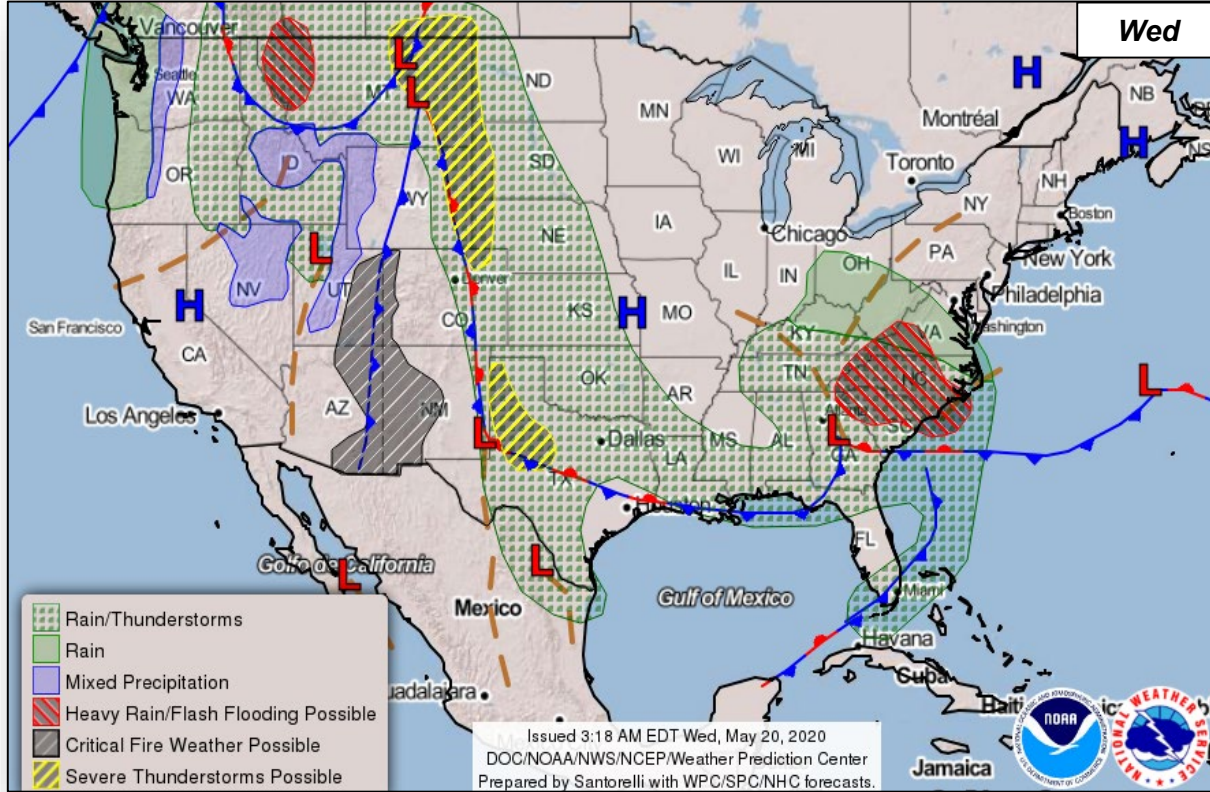 Wed
Vancouver
Seattle
WA
MT
ND
MN
Montréal
NB
NS
OR
ID
SD
WI
MI
Toronto
NH
Boston
WY
NY
IA
NE
Chicago
PA
New York
NV
UT
Denver
IL
IN
OH
Philadelphia
San Francisco
CO
KS
MO
KY
VA
Washington
CA
TN
NC
Los Angeles
AZ
NM
OK
AR
SC
Dallas
MS
AL
GA
LA
TX
Houston
FL
Golfo de California
Mexico
Gulf of Mexico
Miami
Havana
Cuba
Guadalajara
Mexico City
Jamaica
H
H
H
H
L
L
L
L
L
L
L
L
Rain/Thunderstorms
Rain
Mixed Precipitation
Heavy Rain/Flash Flooding Possible
Critical Fire Weather Possible
Severe Thunderstorms Possible
Issued 3:18 AM EDT Wed, May 20, 2020
DOC/NOAA/NWS/NCEP/Weather Prediction Center
Prepared by Santorelli with WPC/SPC/NHC forecasts.
NOAA
NATIONAL WEATHER SERVICE